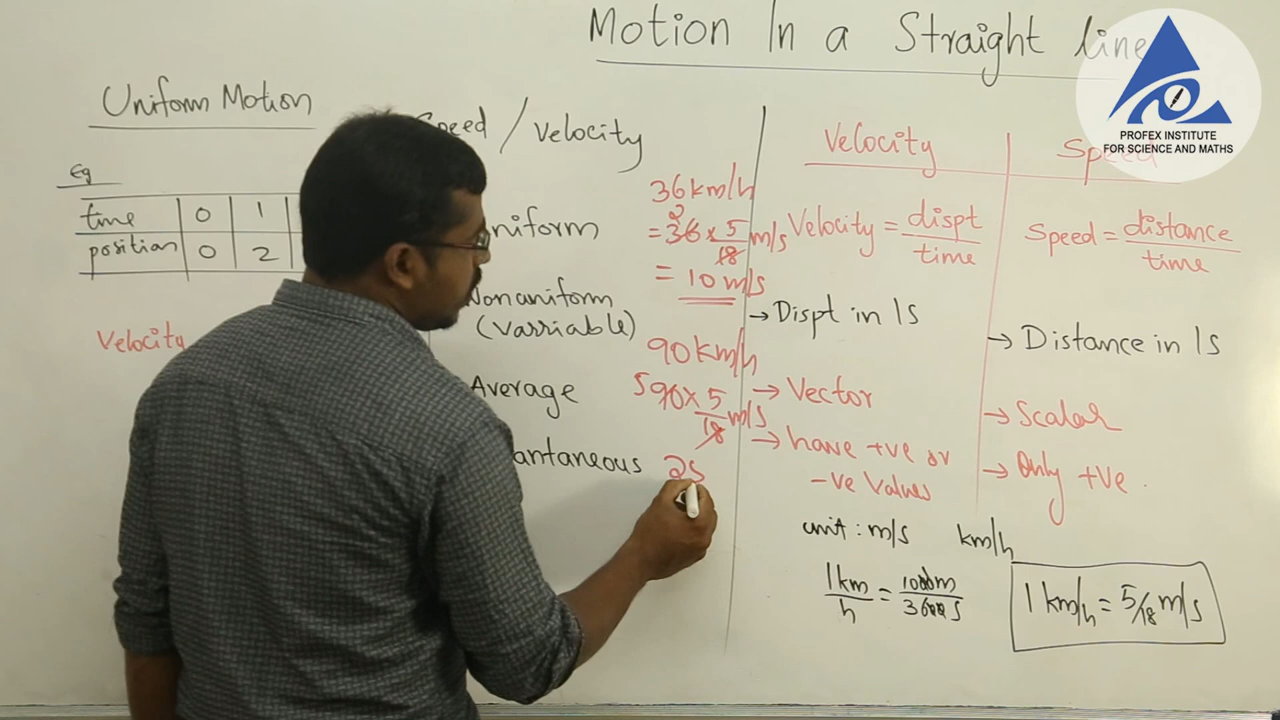 Motion In a Straight line
PROFEX INSTITUTE
FOR SCIENCE AND MATHS
Uniform Motion
Eg
time 0 1
position 0 2
Velocity
Speed / Velocity
niform
Nonuniform
(Varriable)
Average
antaneous
36 km/h
2
= 36 x 5/18 m/s
= 10 m/s
90 km/h
5 90 x 5/18 m/s
25
Velocity
Velocity = dispt/time
→ Dispt in 1s
→ Vector
→ have +ve or
-ve Values
unit : m/s km/h
1km/h = 1000m/3600s
1 km/h = 5/18 m/s
Speed
Speed = distance/time
→ Distance in 1s
→ Scalar
→ Only +ve .